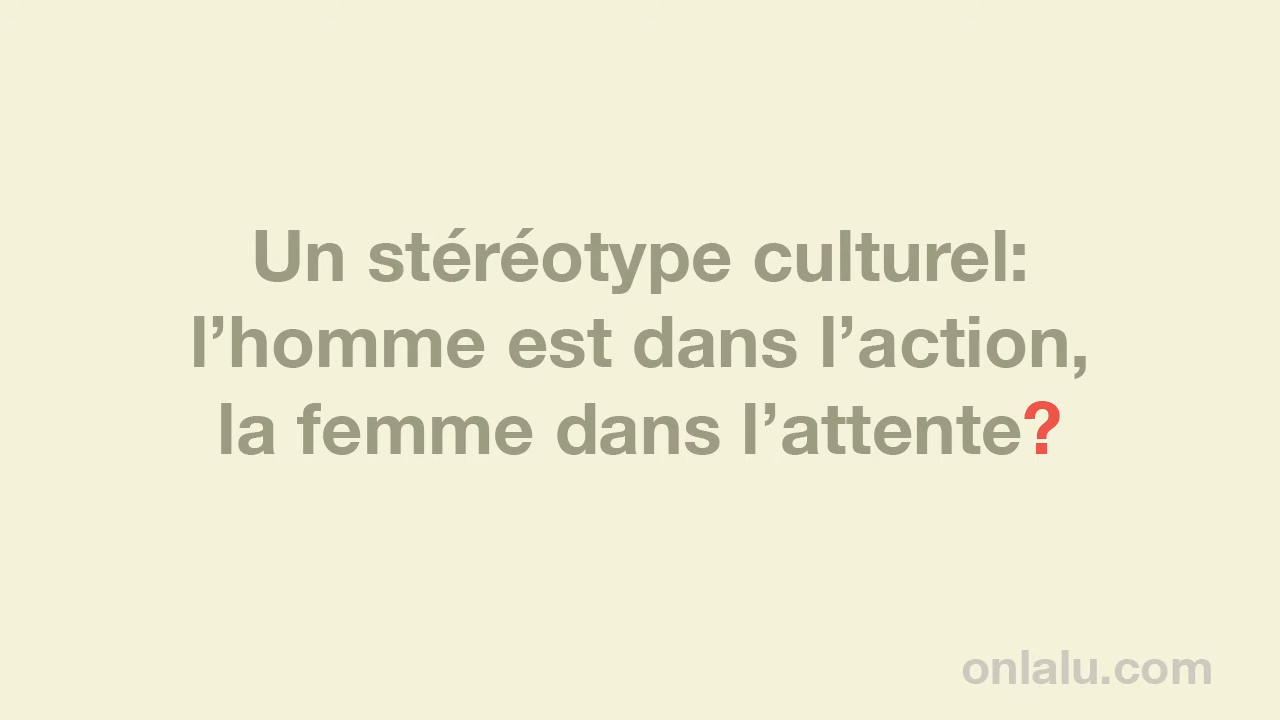 Un stéréotype culturel:
l’homme est dans l’action,
la femme dans l’attente?
onlalu.com